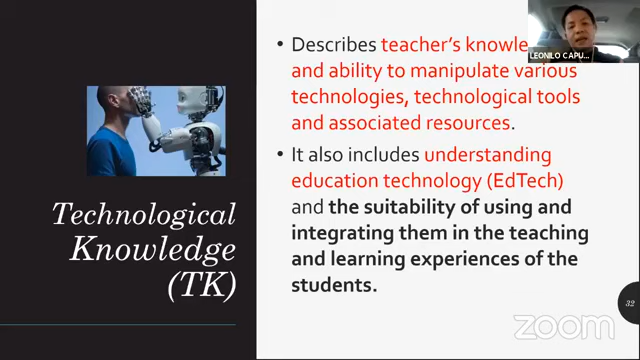 • Describes teacher's
LEONILO CAPU...
and ability to manipulate various
technologies, technological tools
and associated resources.
• It also includes understanding
education technology (EdTech)
and the suitability of using and
integrating them in the teaching
and learning experiences of the
students.
Technological
Knowledge
(TK)
32
zoom